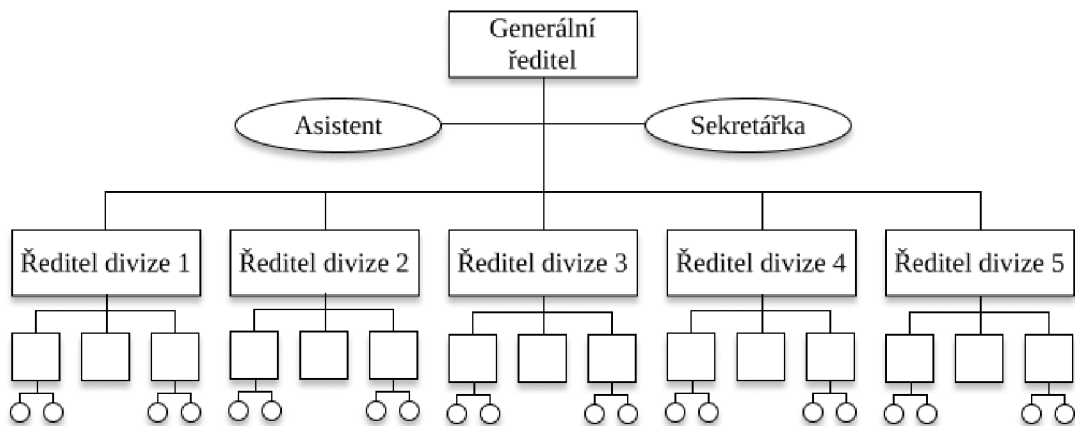 Generální
ředitel
Asistent
Sekretářka
Ředitel divize 1
Ředitel divize 2
Ředitel divize 3
Ředitel divize 4
Ředitel divize 5